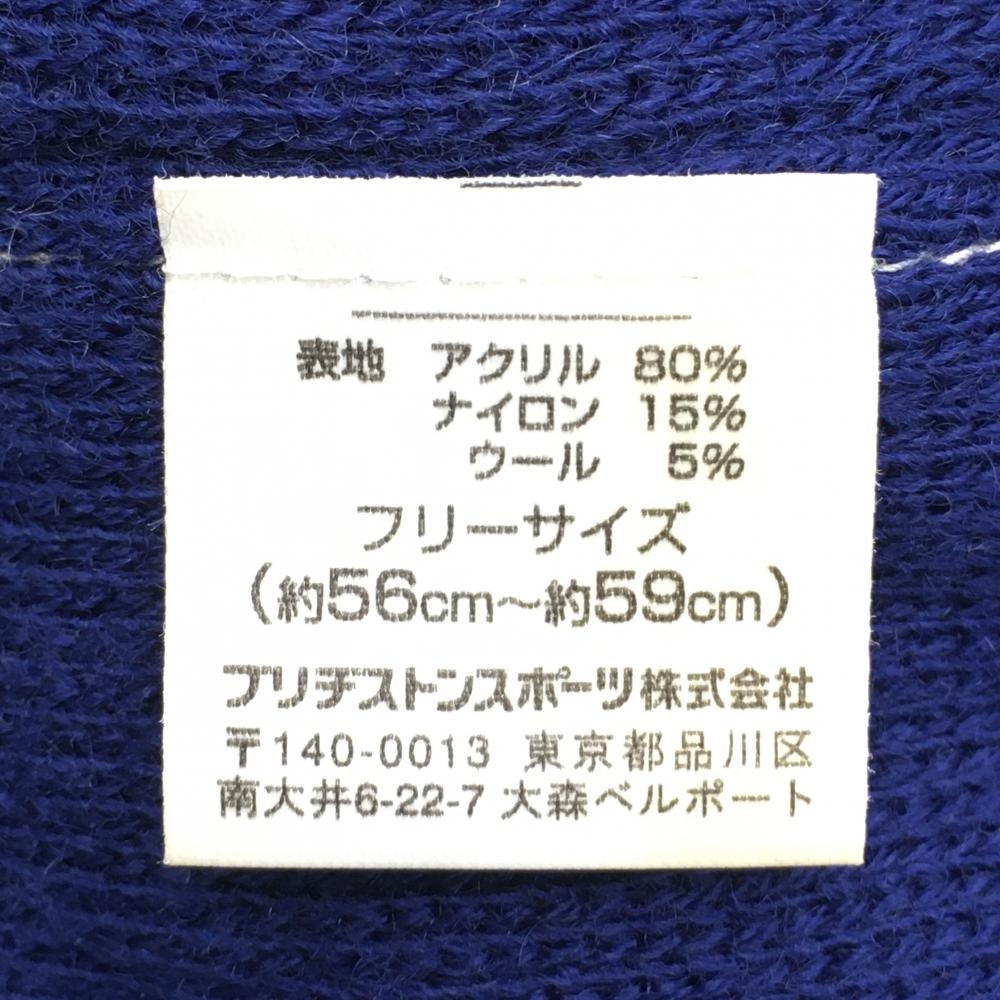 表地 アクリル 80%
ナイロン 15%
ウール 5%
フリーサイズ
(約56cm〜約59cm)
ブリヂストンスポーツ株式会社
〒140-0013 東京都品川区
南大井6-22-7 大森ベルポート